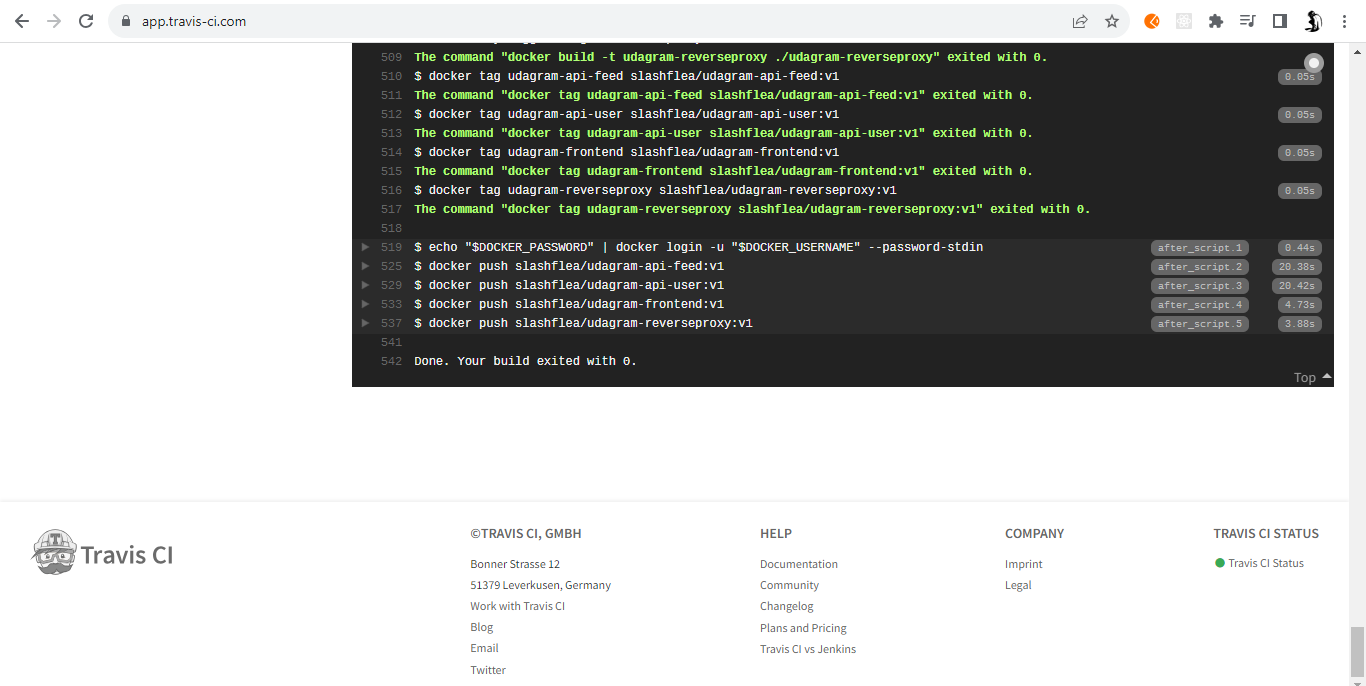 app.travis-ci.com
509 The command "docker build -t udagram-reverseproxy ./udagram-reverseproxy" exited with 0.
510 $ docker tag udagram-api-feed slashflea/udagram-api-feed:v1 0.05s
511 The command "docker tag udagram-api-feed slashflea/udagram-api-feed:v1" exited with 0.
512 $ docker tag udagram-api-user slashflea/udagram-api-user:v1 0.05s
513 The command "docker tag udagram-api-user slashflea/udagram-api-user:v1" exited with 0.
514 $ docker tag udagram-frontend slashflea/udagram-frontend:v1 0.05s
515 The command "docker tag udagram-frontend slashflea/udagram-frontend:v1" exited with 0.
516 $ docker tag udagram-reverseproxy slashflea/udagram-reverseproxy:v1 0.05s
517 The command "docker tag udagram-reverseproxy slashflea/udagram-reverseproxy:v1" exited with 0.
518
519 $ echo "$DOCKER_PASSWORD" | docker login -u "$DOCKER_USERNAME" --password-stdin after_script.1 0.44s
525 $ docker push slashflea/udagram-api-feed:v1 after_script.2 20.38s
529 $ docker push slashflea/udagram-api-user:v1 after_script.3 20.42s
533 $ docker push slashflea/udagram-frontend:v1 after_script.4 4.73s
537 $ docker push slashflea/udagram-reverseproxy:v1 after_script.5 3.88s
541
542 Done. Your build exited with 0.
Top
Travis CI
©TRAVIS CI, GMBH
Bonner Strasse 12
51379 Leverkusen, Germany
Work with Travis CI
Blog
Email
Twitter
HELP
Documentation
Community
Changelog
Plans and Pricing
Travis CI vs Jenkins
COMPANY
Imprint
Legal
TRAVIS CI STATUS
Travis CI Status